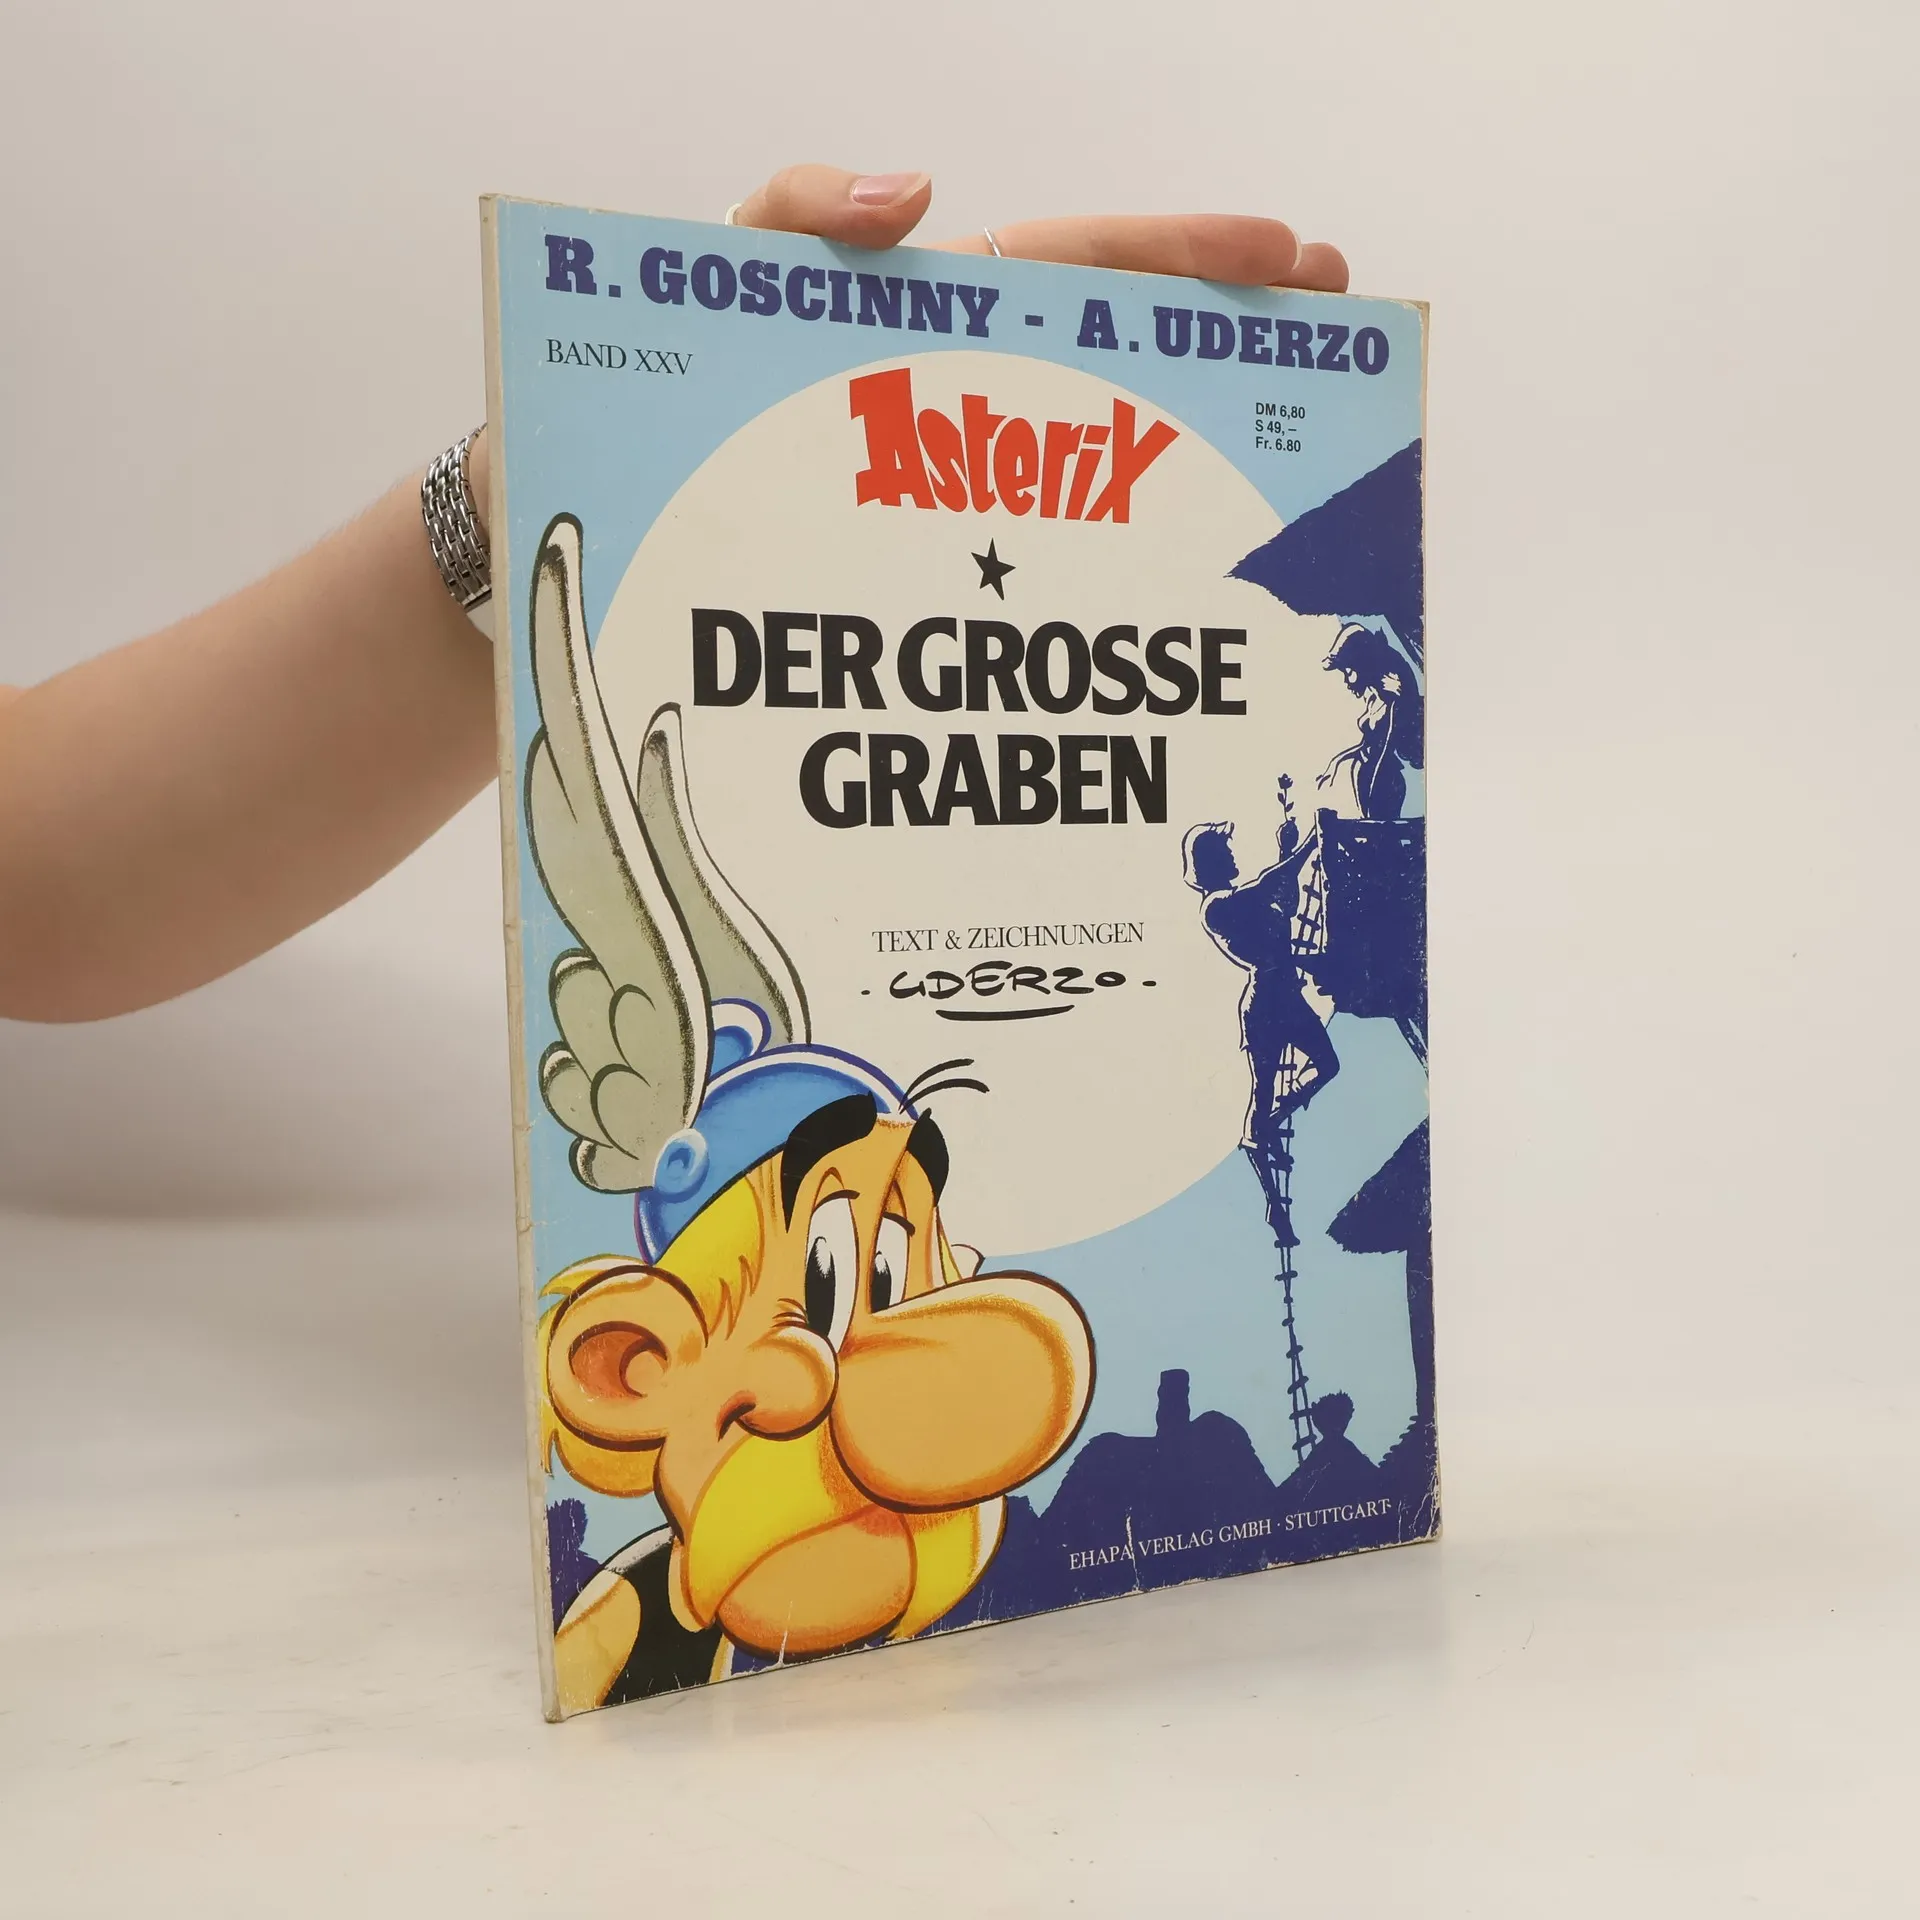 R. GOSCINNY - A. UDERZO
BAND XXV
DM 6,80
S 49,–
Fr. 6.80
Asterix
DER GROSSE
GRABEN
TEXT & ZEICHNUNGEN
- UDERZO -
EHAPA VERLAG GMBH · STUTTGART